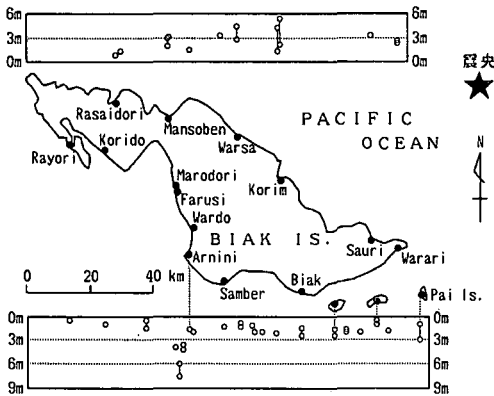 6m 6m
3m 3m
0m 0m
震央
PACIFIC
OCEAN
N
Rasaidori
Mansoben
Warsa
Korido
Rayori
Marodori
Farusi
Korim
Wardo
BIAK IS.
Arnini
Sauri
Warari
0 20 40 km
Samber
Biak
Pai Is.
0m 0m
3m 3m
6m 6m
9m 9m